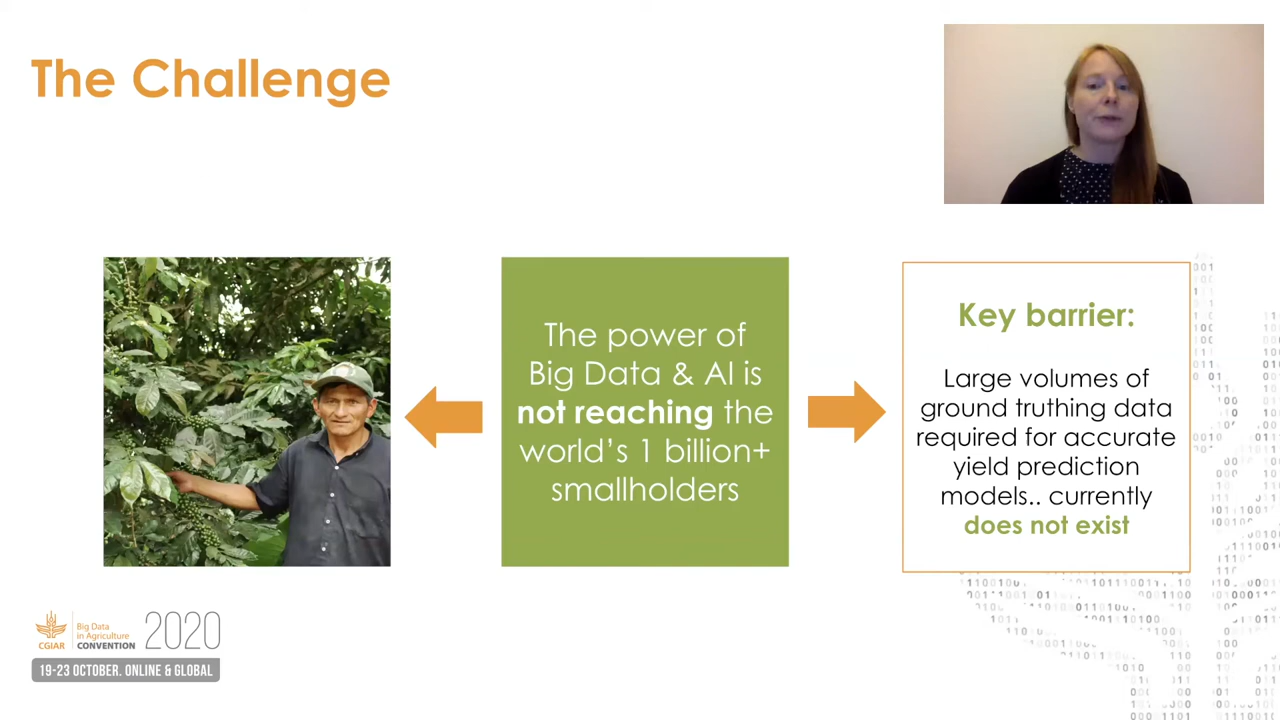 The Challenge
The power of
Big Data & AI is
not reaching the
world's 1 billion+
smallholders
Key barrier:
Large volumes of
ground truthing data
required for accurate
yield prediction
models.. currently
does not exist
CGIAR
Big Data
in Agriculture
CONVENTION
2020
19-23 OCTOBER. ONLINE & GLOBAL